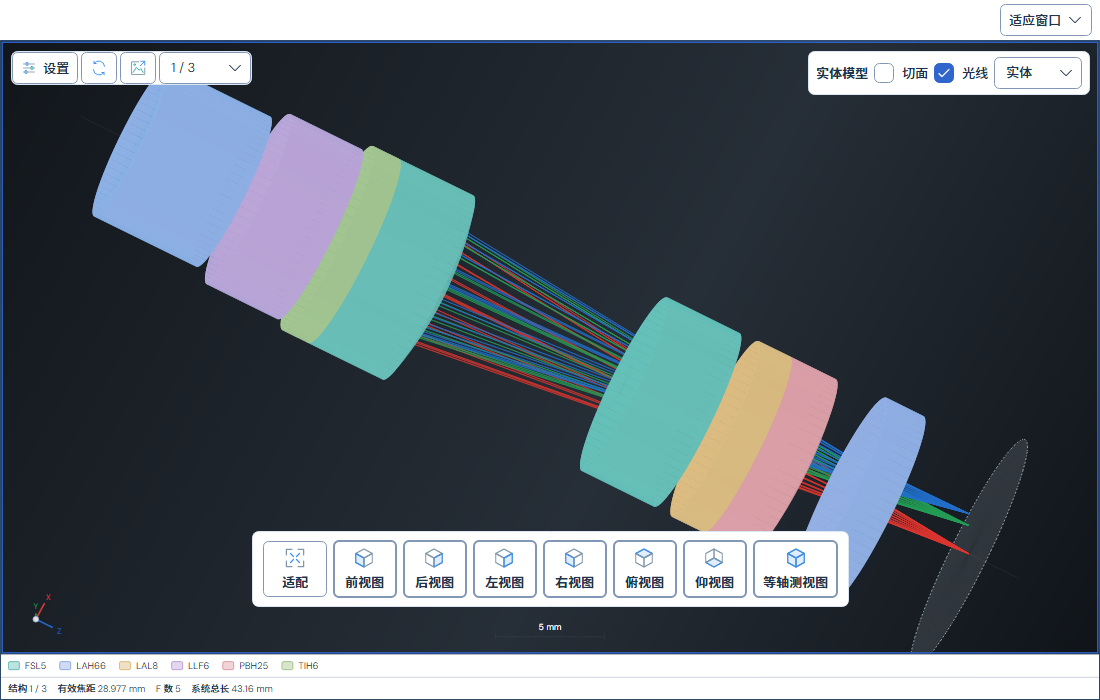 适应窗口
设置
1 / 3
实体模型 切面 光线 实体
适配 前视图 后视图 左视图 右视图 俯视图 仰视图 等轴测视图
X
Y
Z
5 mm
FSL5 LAH66 LAL8 LLF6 PBH25 TIH6
结构 1 / 3 有效焦距 28.977 mm F 数 5 系统总长 43.16 mm